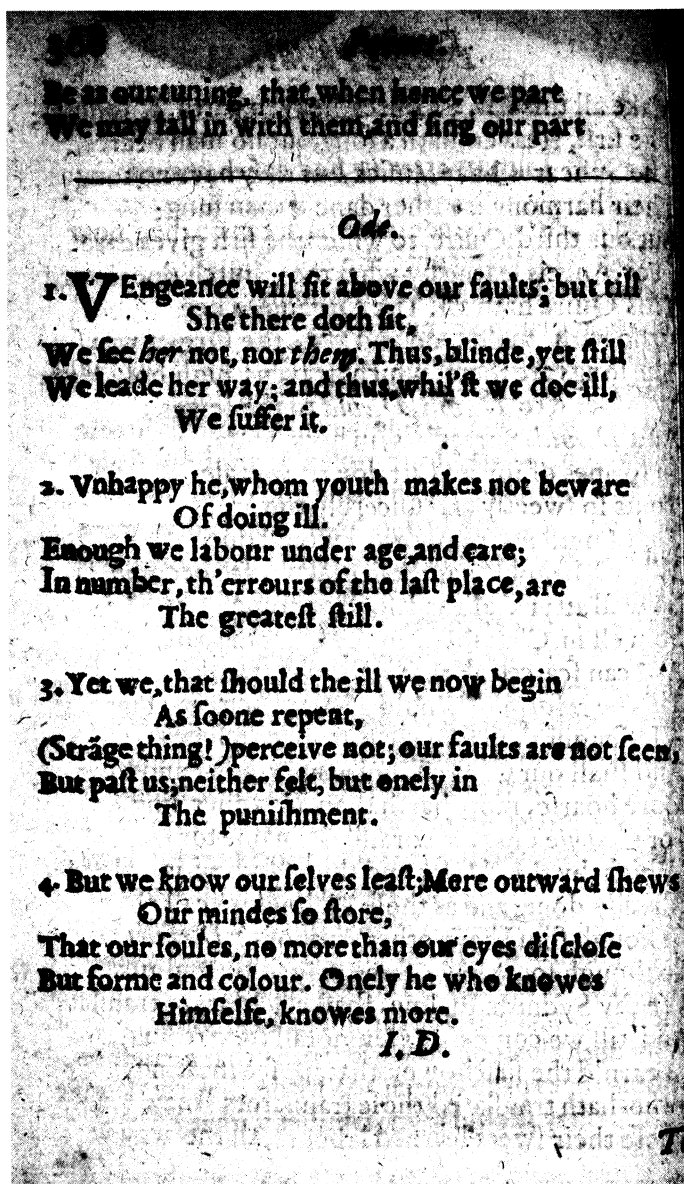 Be as our tuning, that, when hence we part
We may fall in with them, and sing our part
Ode.
1. VEngeance will ſit above our faults; but till
She there doth ſit,
We ſee her not, nor them. Thus, blinde, yet ſtill
We leade her way; and thus, whil'ſt we doe ill,
We ſuffer it.
2. Vnhappy he, whom youth makes not beware
Of doing ill.
Enough we labour under age, and care;
In number, th'errours of the laſt place, are
The greateſt ſtill.
3. Yet we, that ſhould the ill we now begin
As ſoone repent,
(Strãge thing!) perceive not; our faults are not ſeen,
But paſt us; neither felt, but onely in
The puniſhment.
4. But we know our ſelves leaſt; Mere outward ſhews
Our mindes ſo ſtore,
That our ſoules, no more than our eyes diſcloſe
But forme and colour. Onely he who knowes
Himſelfe, knowes more.
I. D.